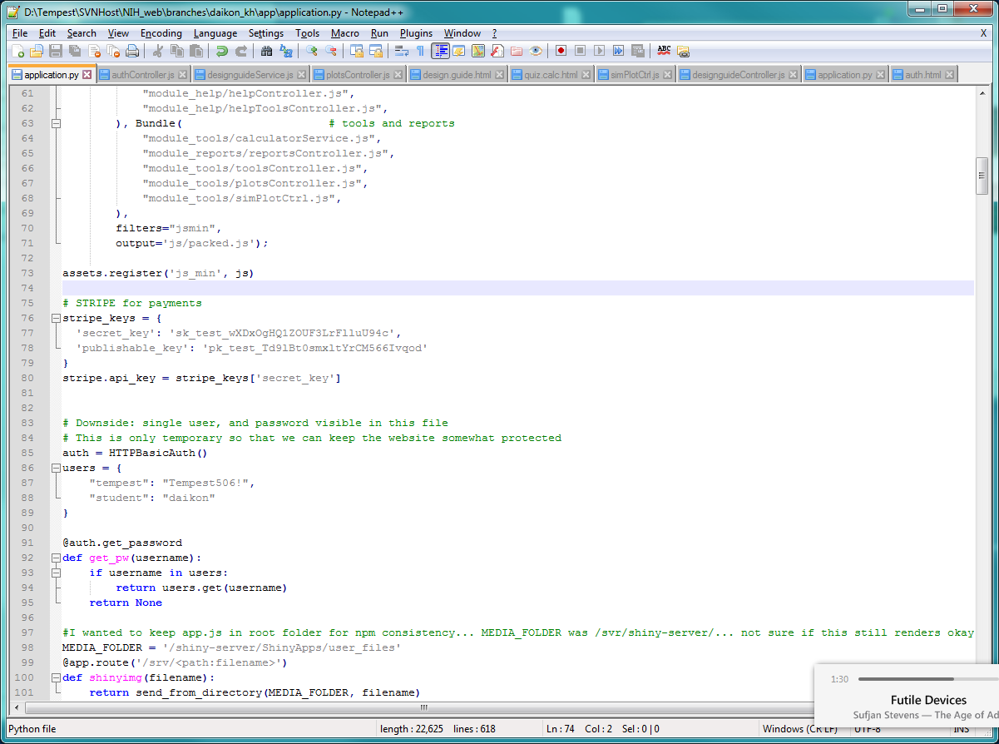 D:\Tempest\SVNHost\NIH_web\branches\daikon_kh\app\application.py - Notepad++
File Edit Search View Encoding Language Settings Tools Macro Run Plugins Window ? X
ABC
application.py authController.js designguideService.js plotsController.js design.guide.html quiz.calc.html simPlotCtrl.js designguideController.js application.py auth.html
61 "module_help/helpController.js",
62 "module_help/helpToolsController.js",
63 ), Bundle( # tools and reports
64 "module_tools/calculatorService.js",
65 "module_reports/reportsController.js",
66 "module_tools/toolsController.js",
67 "module_tools/plotsController.js",
68 "module_tools/simPlotCtrl.js",
69 ),
70 filters="jsmin",
71 output='js/packed.js');
72
73 assets.register('js_min', js)
74
75 # STRIPE for payments
76 stripe_keys = {
77 'secret_key': 'sk_test_wXDxOgHQ1ZOUF3LrFlluU94c',
78 'publishable_key': 'pk_test_Td9lBt0smxltYrCM566Ivqod'
79 }
80 stripe.api_key = stripe_keys['secret_key']
81
82
83 # Downside: single user, and password visible in this file
84 # This is only temporary so that we can keep the website somewhat protected
85 auth = HTTPBasicAuth()
86 users = {
87 "tempest": "Tempest506!",
88 "student": "daikon"
89 }
90
91 @auth.get_password
92 def get_pw(username):
93 if username in users:
94 return users.get(username)
95 return None
96
97 #I wanted to keep app.js in root folder for npm consistency... MEDIA_FOLDER was /svr/shiny-server/... not sure if this still renders okay
98 MEDIA_FOLDER = '/shiny-server/ShinyApps/user_files'
99 @app.route('/srv/<path:filename>')
100 def shinyimg(filename):
101 return send_from_directory(MEDIA_FOLDER, filename)
1:30
Futile Devices
Sufjan Stevens — The Age of Ad
Python file length : 22,625 lines : 618 Ln : 74 Col : 2 Sel : 0 | 0 Windows (CR LF) UTF-8 INS